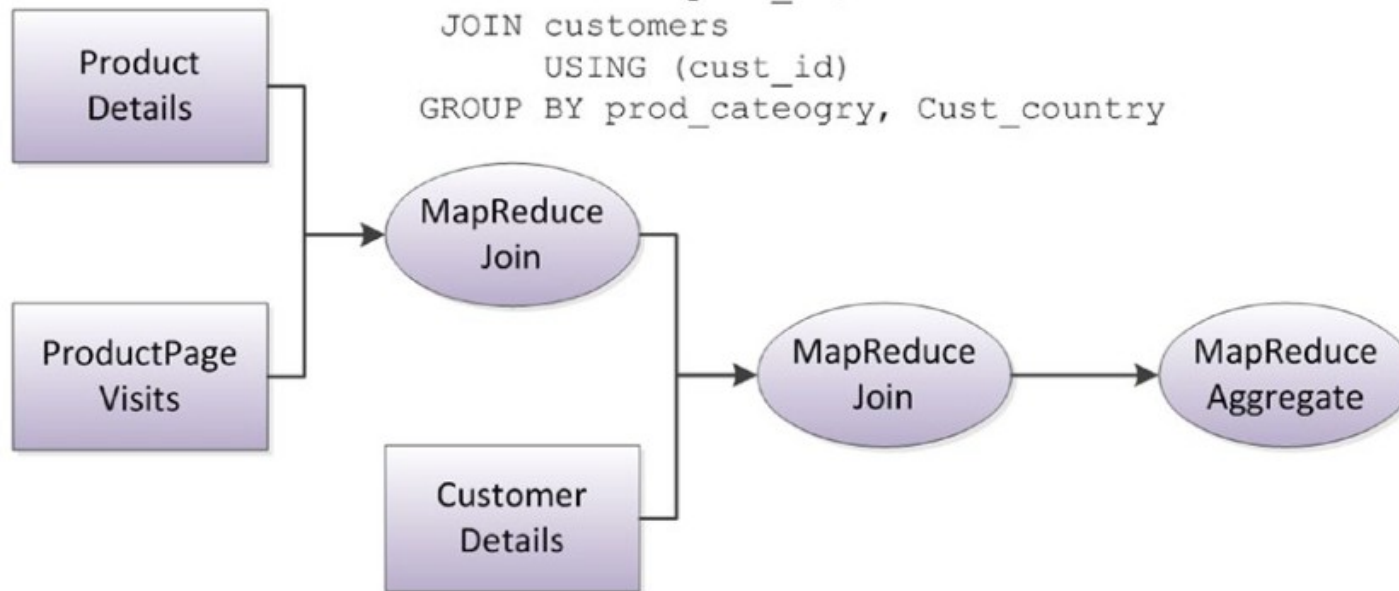 JOIN customers
USING (cust_id)
GROUP BY prod_cateogry, Cust_country
Product
Details
MapReduce
Join
ProductPage
Visits
MapReduce
Join
MapReduce
Aggregate
Customer
Details